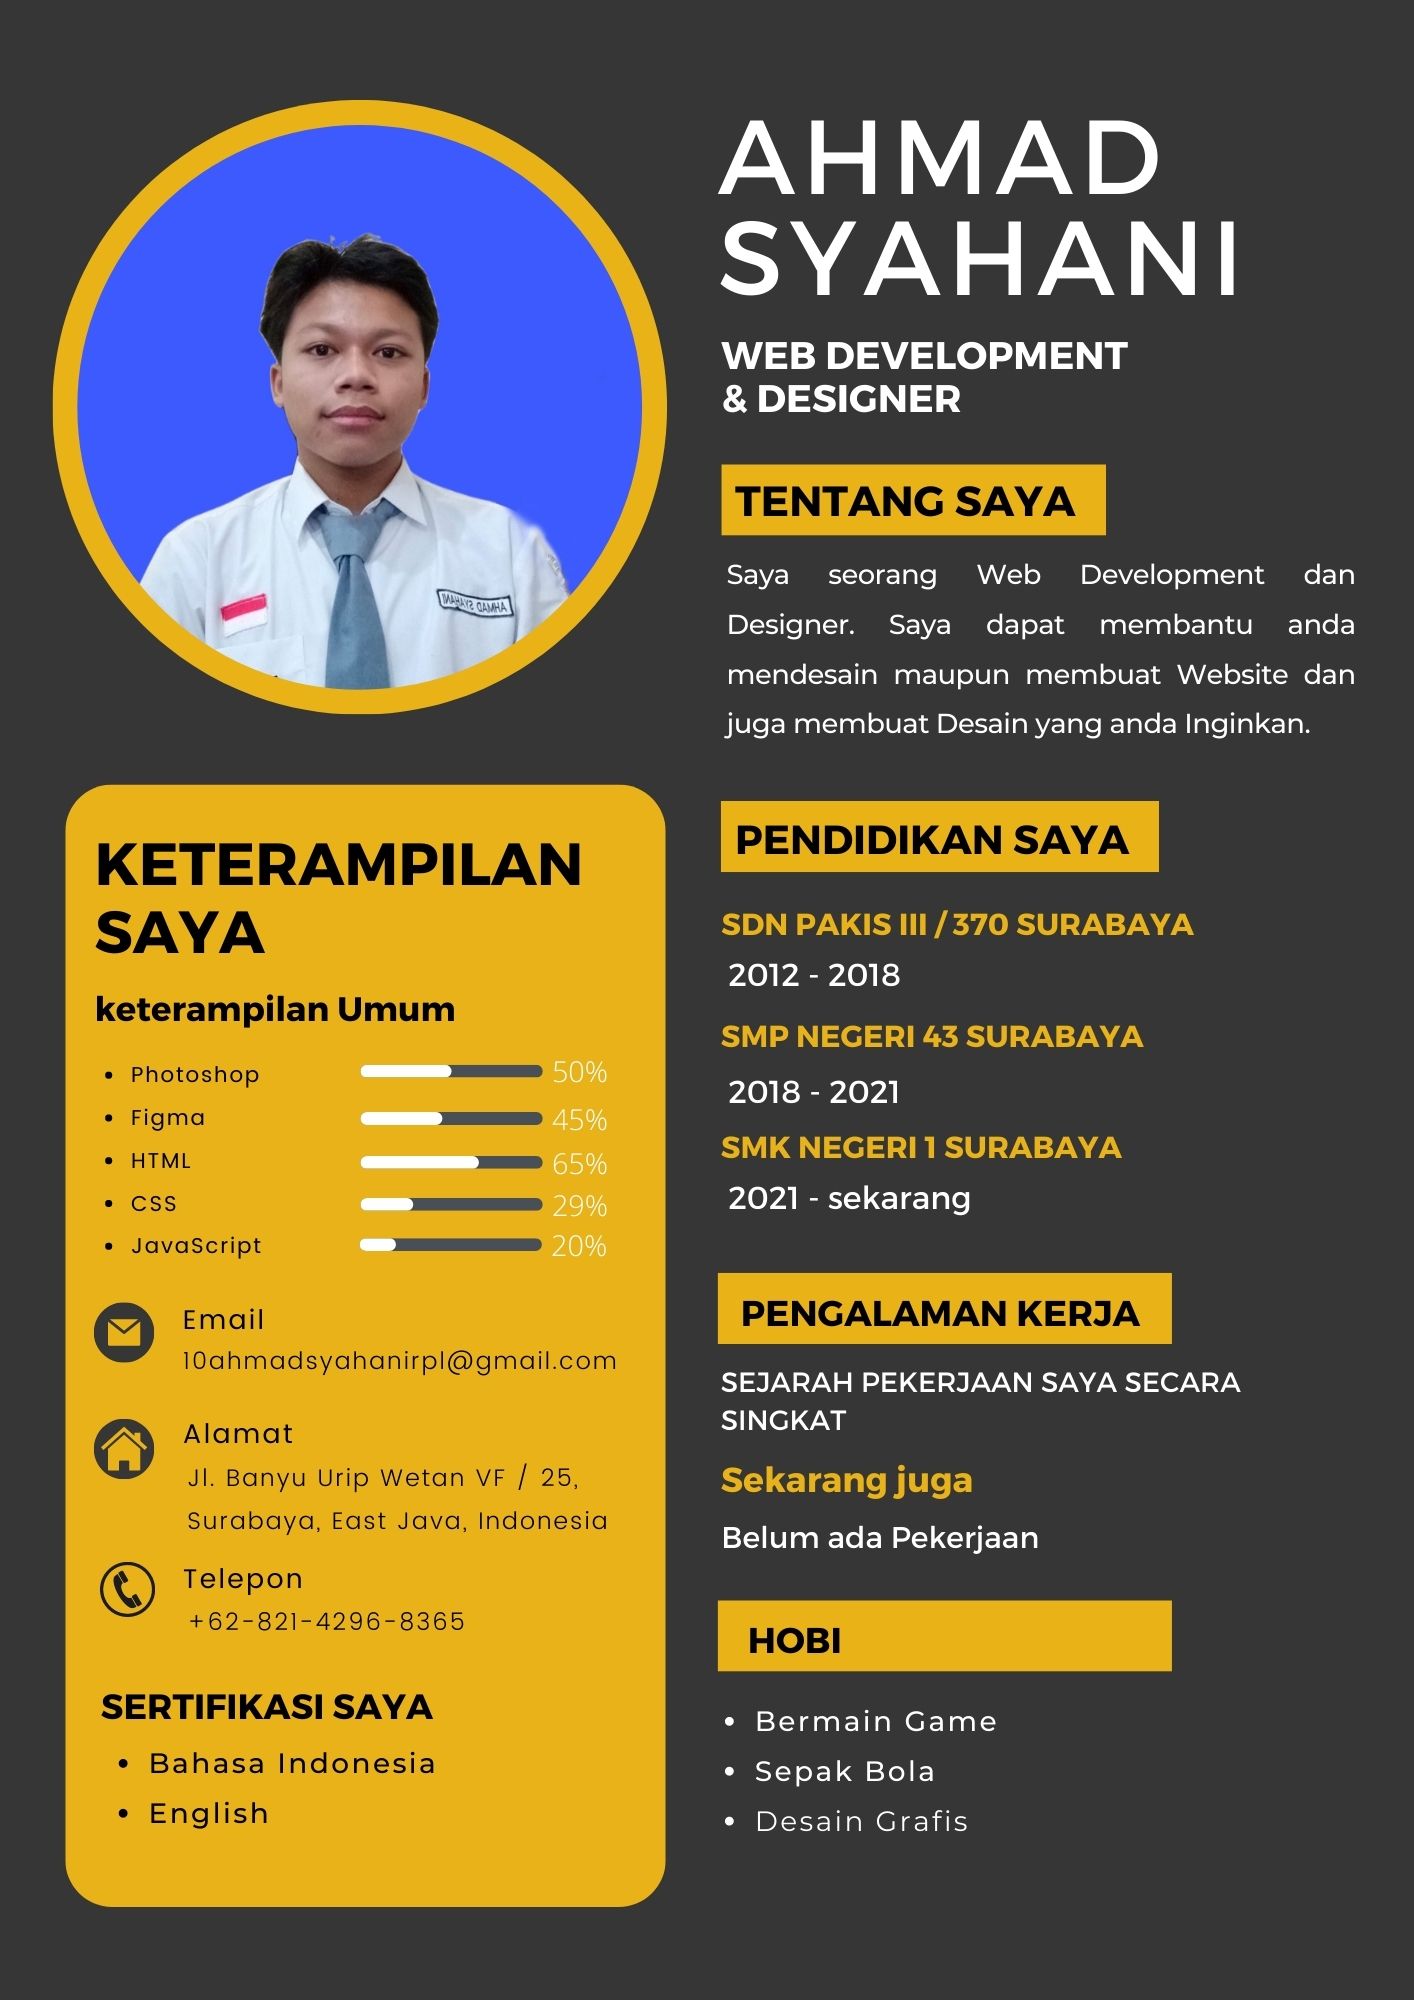 AHMAD
SYAHANI
WEB DEVELOPMENT
& DESIGNER
TENTANG SAYA
Saya seorang Web Development dan
Designer. Saya dapat membantu anda
mendesain maupun membuat Website dan
juga membuat Desain yang anda Inginkan.
AHMAD SYAHANI
KETERAMPILAN
SAYA
keterampilan Umum
• Photoshop 50%
• Figma 45%
• HTML 65%
• CSS 29%
• JavaScript 20%
Email
10ahmadsyahanirpl@gmail.com
Alamat
Jl. Banyu Urip Wetan VF / 25,
Surabaya, East Java, Indonesia
Telepon
+62-821-4296-8365
SERTIFIKASI SAYA
• Bahasa Indonesia
• English
PENDIDIKAN SAYA
SDN PAKIS III / 370 SURABAYA
2012 - 2018
SMP NEGERI 43 SURABAYA
2018 - 2021
SMK NEGERI 1 SURABAYA
2021 - sekarang
PENGALAMAN KERJA
SEJARAH PEKERJAAN SAYA SECARA
SINGKAT
Sekarang juga
Belum ada Pekerjaan
HOBI
• Bermain Game
• Sepak Bola
• Desain Grafis